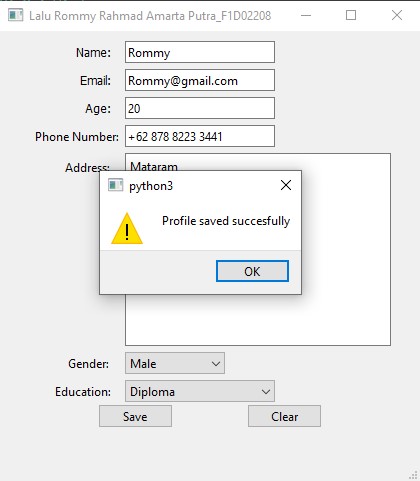 Lalu Rommy Rahmad Amarta Putra_F1D02208
Name: Rommy
Email: Rommy@gmail.com
Age: 20
Phone Number: +62 878 8223 3441
Address: Mataram
python3
Profile saved succesfully
OK
Gender: Male
Education: Diploma
Save Clear